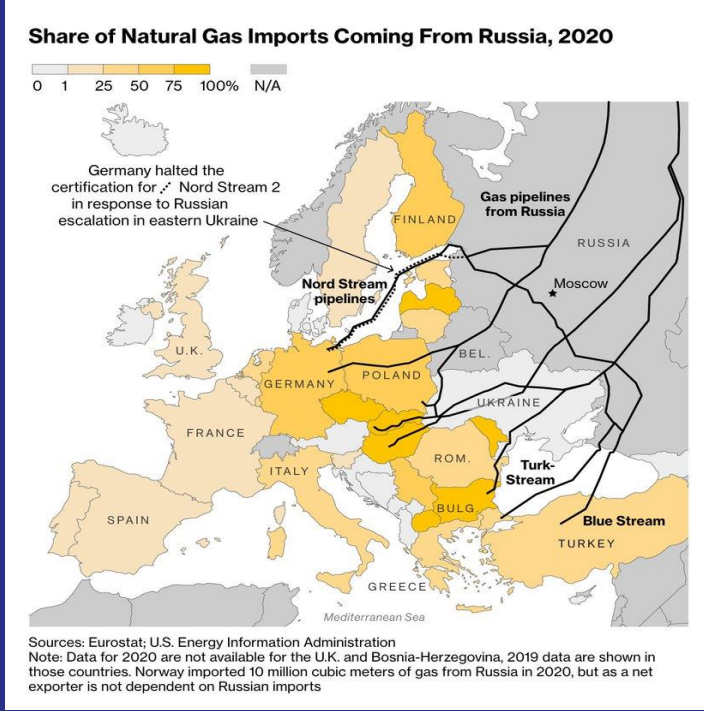 Share of Natural Gas Imports Coming From Russia, 2020
0 1 25 50 75 100% N/A
Germany halted the
certification for Nord Stream 2
in response to Russian
escalation in eastern Ukraine
FINLAND
Gas pipelines
from Russia
RUSSIA
Nord Stream
pipelines
Moscow
U.K.
BEL.
GERMANY
POLAND
UKRAINE
FRANCE
ROM.
ITALY
Turk-
Stream
SPAIN
BULG.
Blue Stream
TURKEY
GREECE
Mediterranean Sea
Sources: Eurostat; U.S. Energy Information Administration
Note: Data for 2020 are not available for the U.K. and Bosnia-Herzegovina, 2019 data are shown in
those countries. Norway imported 10 million cubic meters of gas from Russia in 2020, but as a net
exporter is not dependent on Russian imports